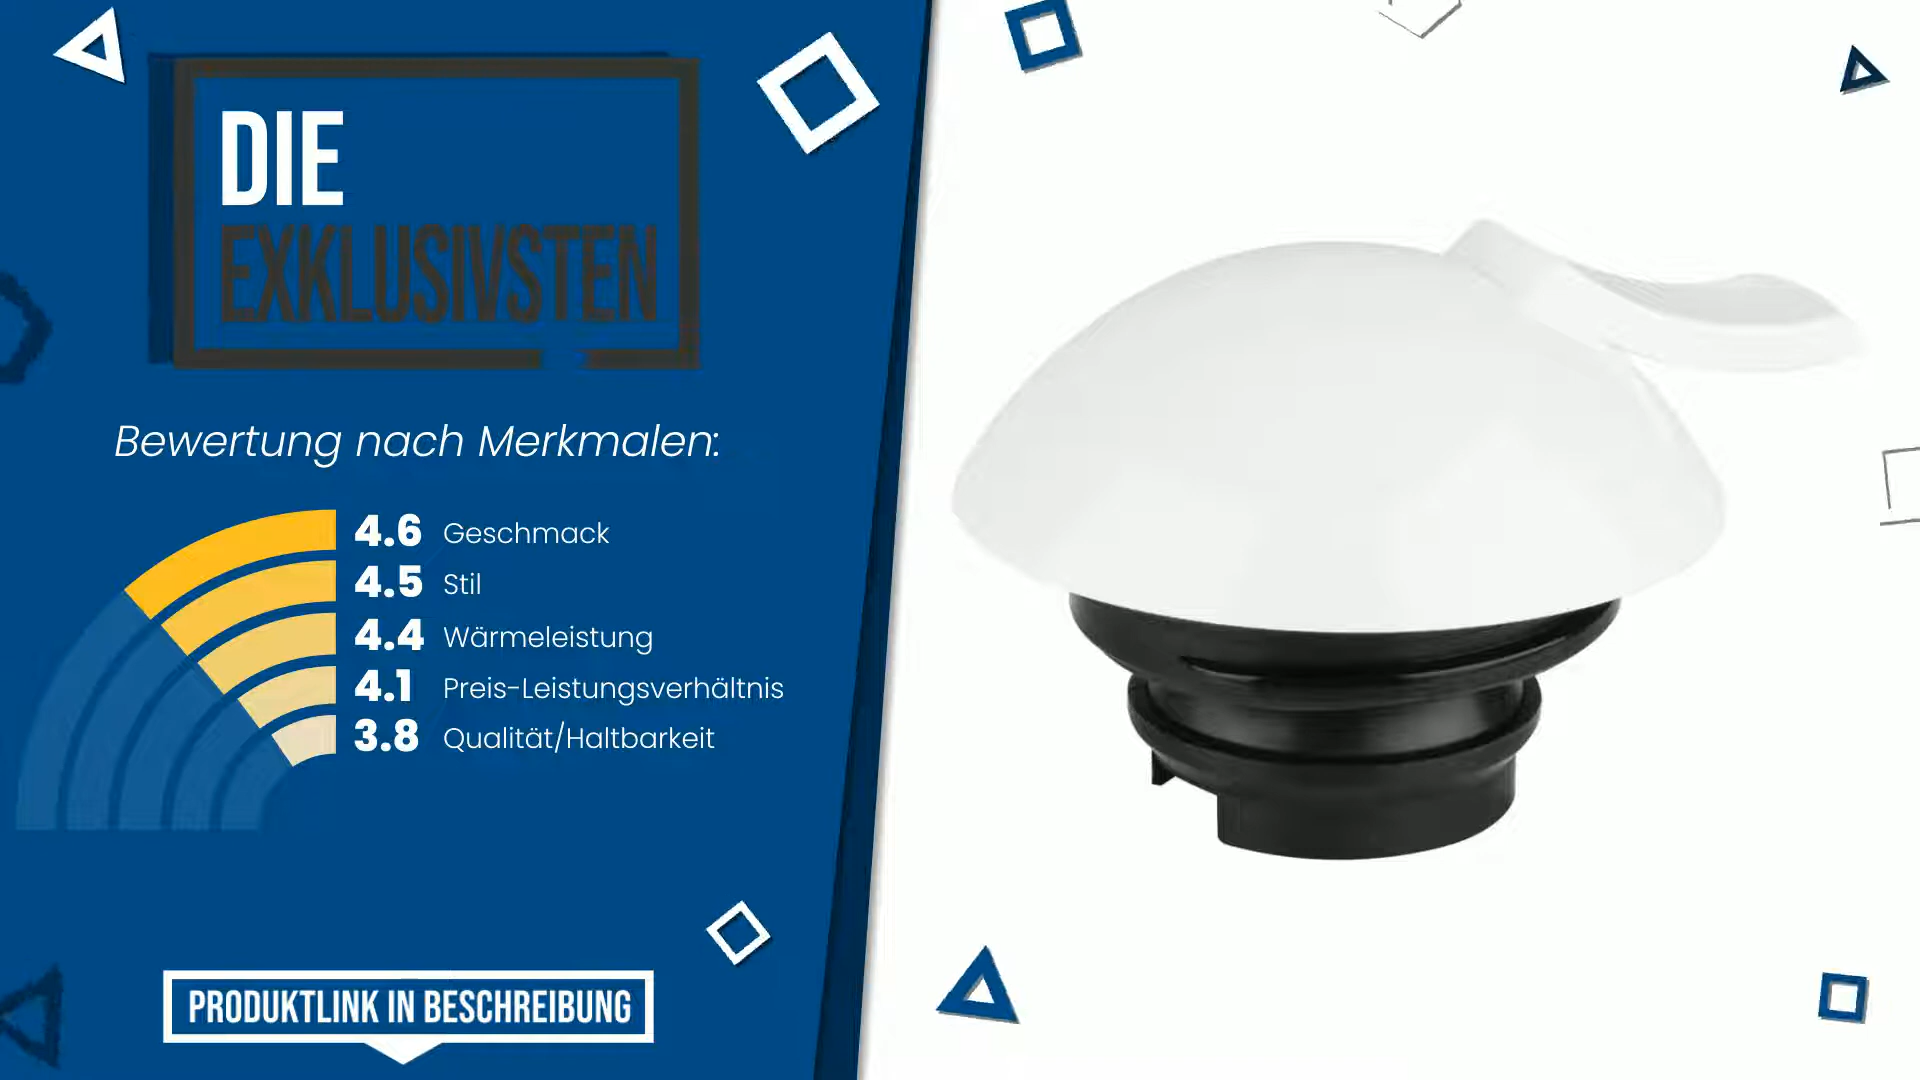 DIE
EXKLUSIVSTEN
Bewertung nach Merkmalen:
4.6 Geschmack
4.5 Stil
4.4 Wärmeleistung
4.1 Preis-Leistungsverhältnis
3.8 Qualität/Haltbarkeit
PRODUKTLINK IN BESCHREIBUNG